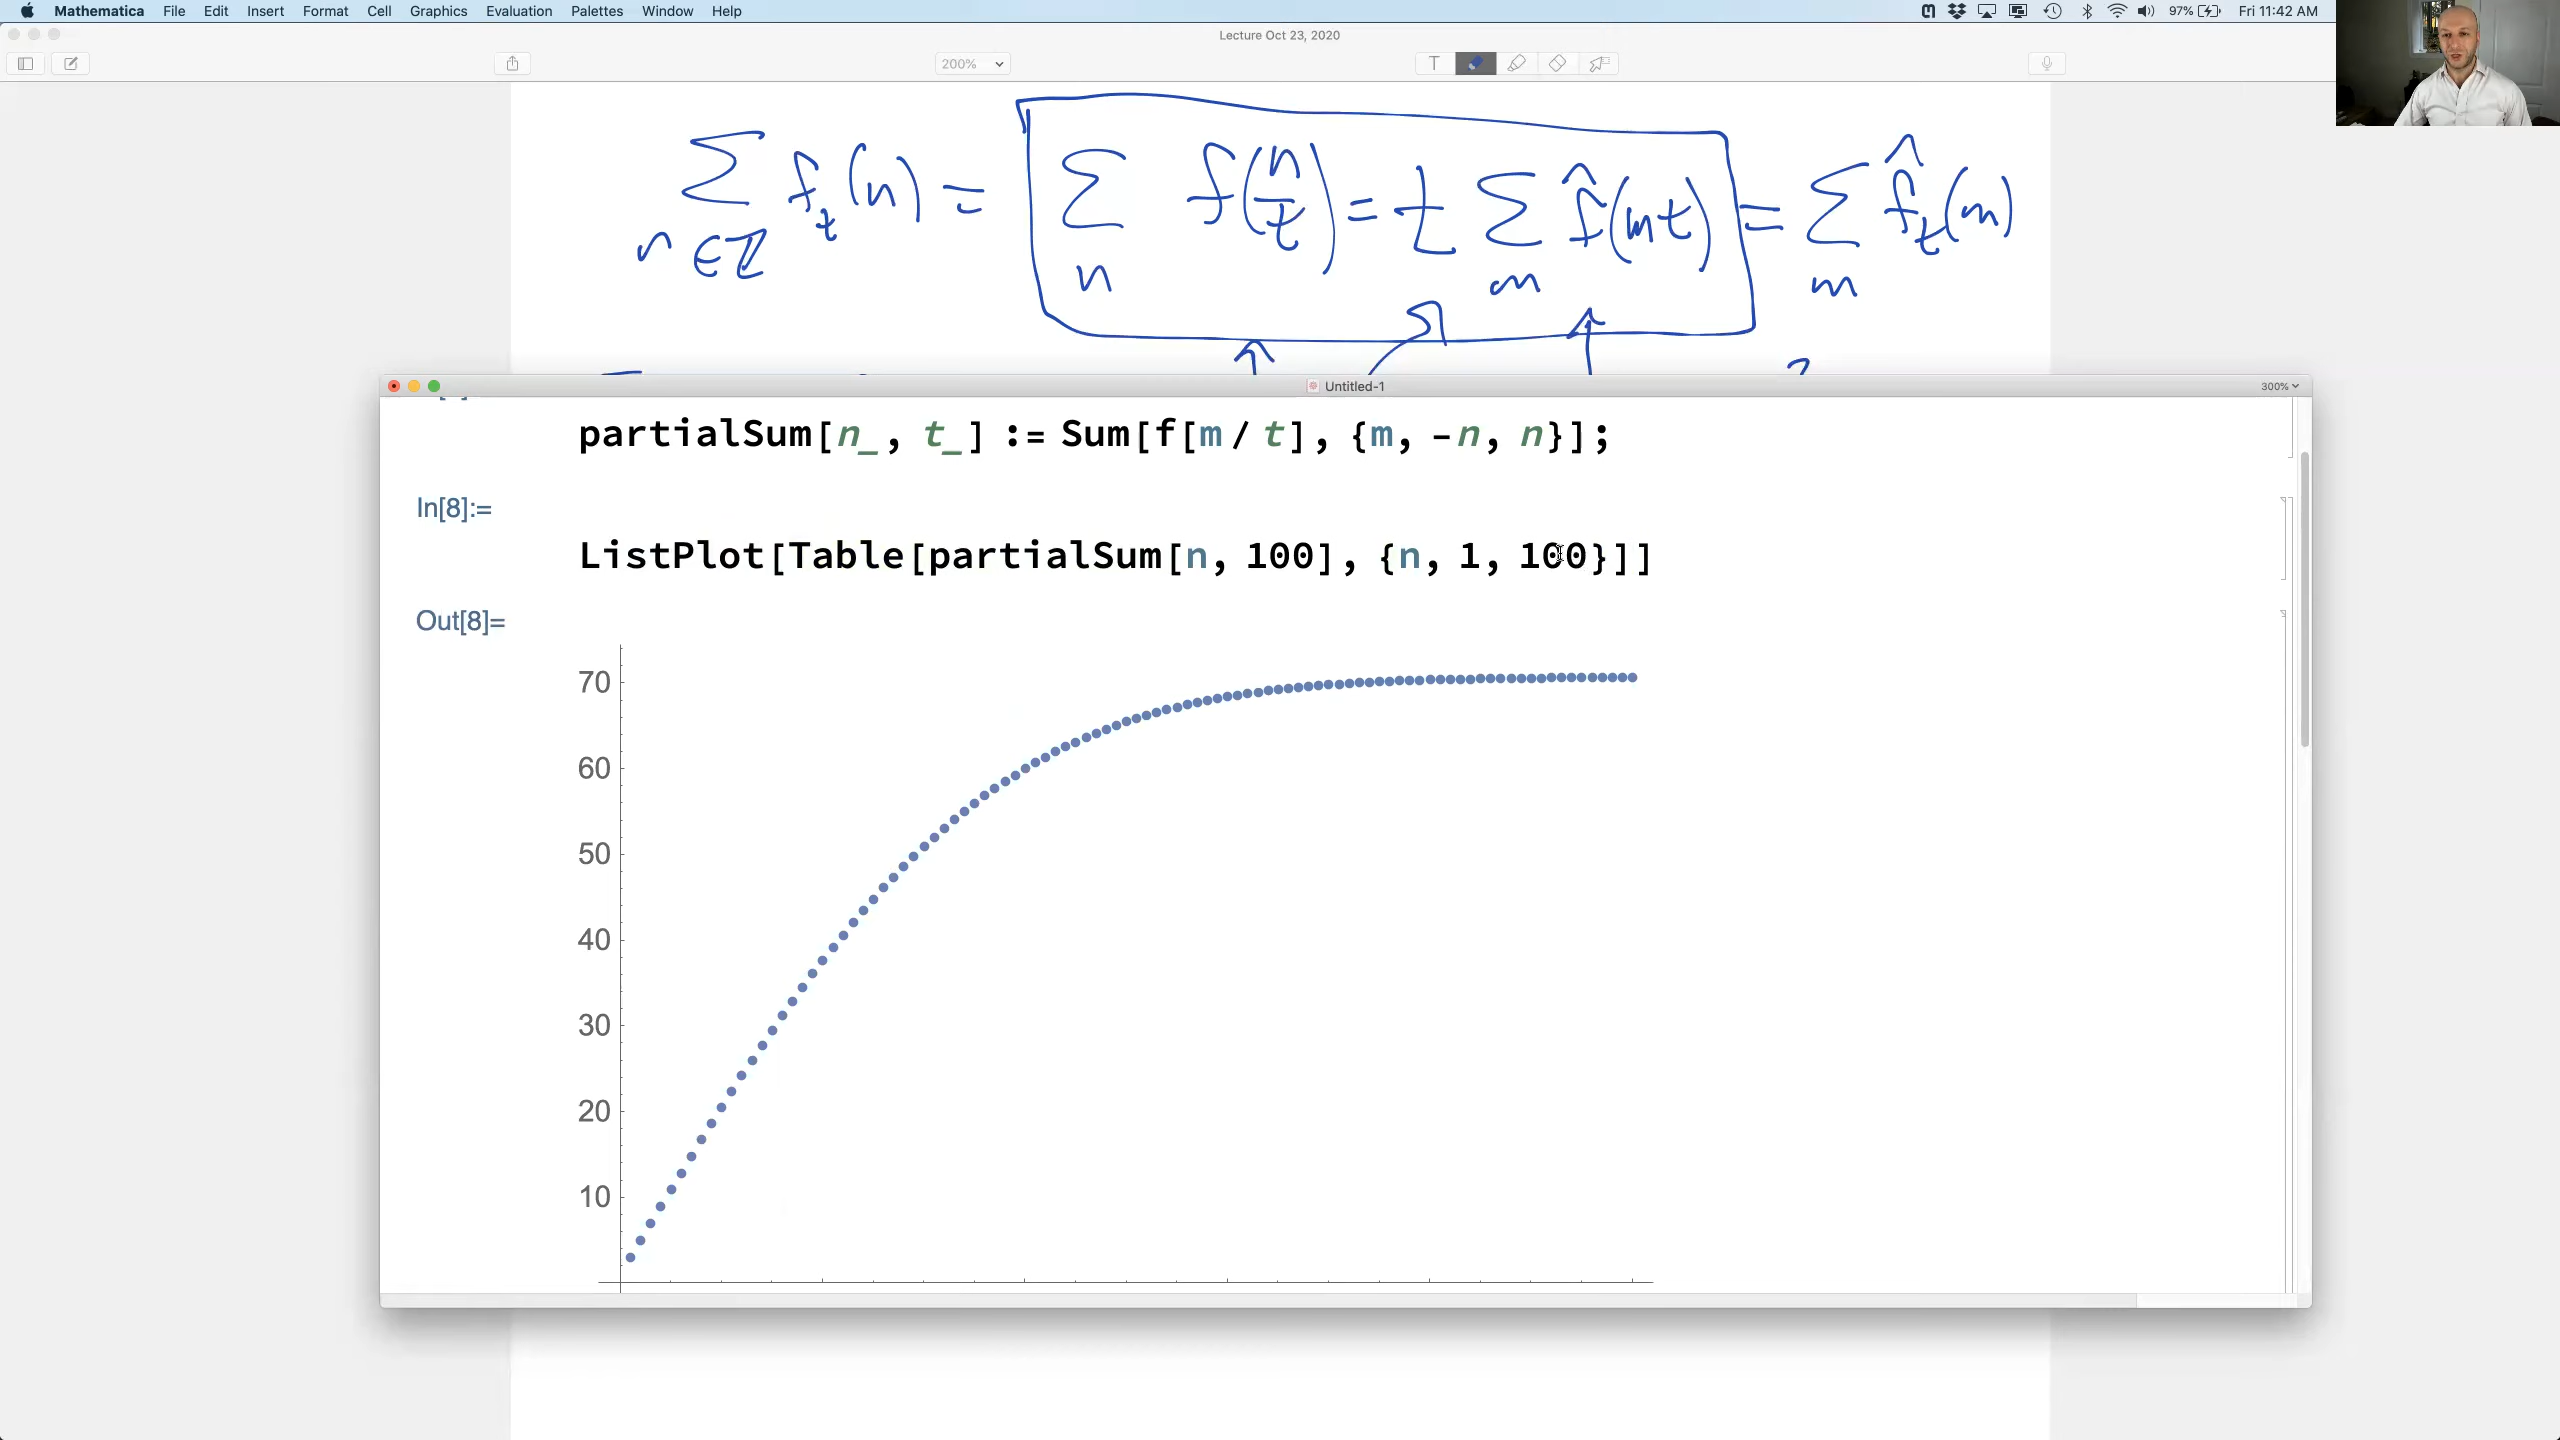 Mathematica File Edit Insert Format Cell Graphics Evaluation Palettes Window Help 97% Fri 11:42 AM
Lecture Oct 23, 2020
200% T
∑ f_t(n) = ∑ f(n/t) = t ∑ f̂(mt) = ∑ f̂_t(m)
n∈ℤ n m m
Untitled-1 300%
partialSum[n_, t_] := Sum[f[m / t], {m, -n, n}];
In[8]:=
ListPlot[Table[partialSum[n, 100], {n, 1, 100}]]
Out[8]=
70
60
50
40
30
20
10